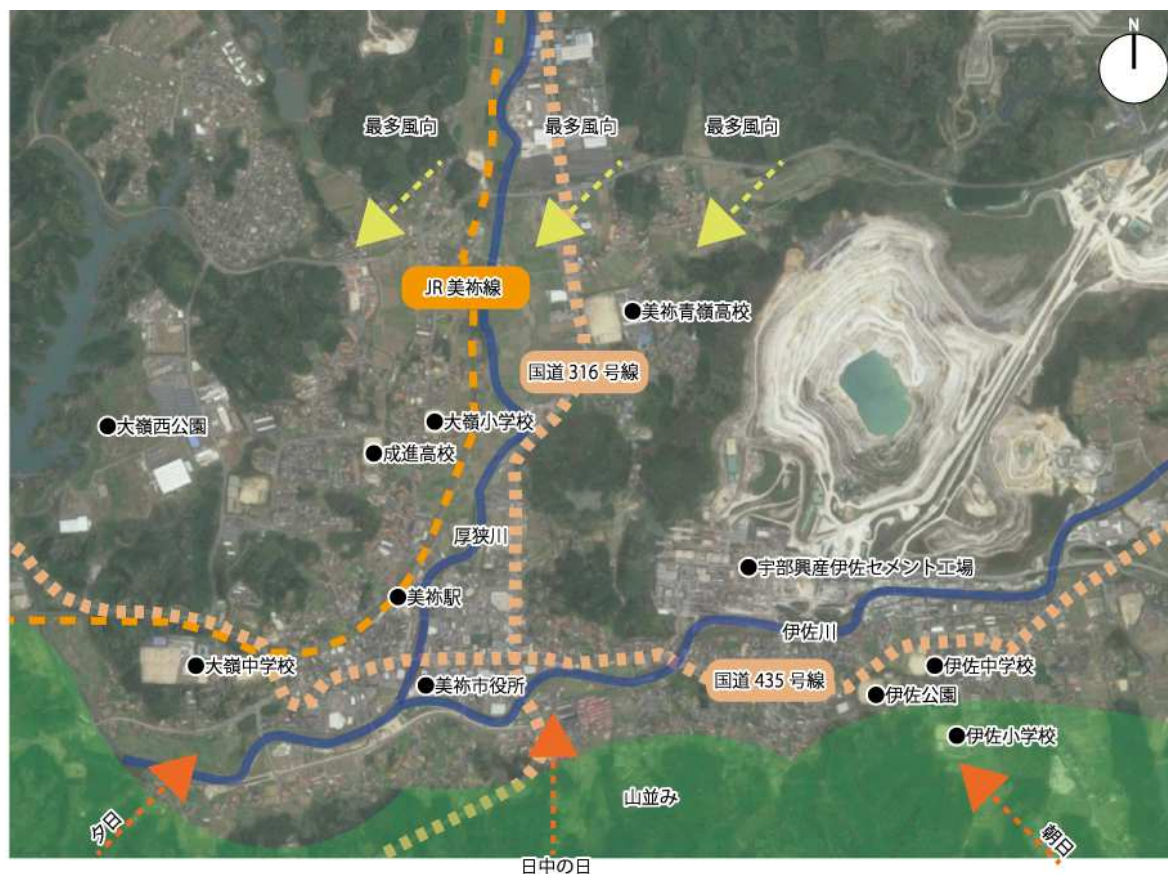 N
最多風向
最多風向
最多風向
JR 美祢線
美祢青嶺高校
国道 316 号線
大嶺西公園
大嶺小学校
成進高校
厚狭川
宇部興産伊佐セメント工場
美祢駅
伊佐川
大嶺中学校
国道 435 号線
伊佐中学校
美祢市役所
伊佐公園
伊佐小学校
山並み
夕日
日中の日
朝日